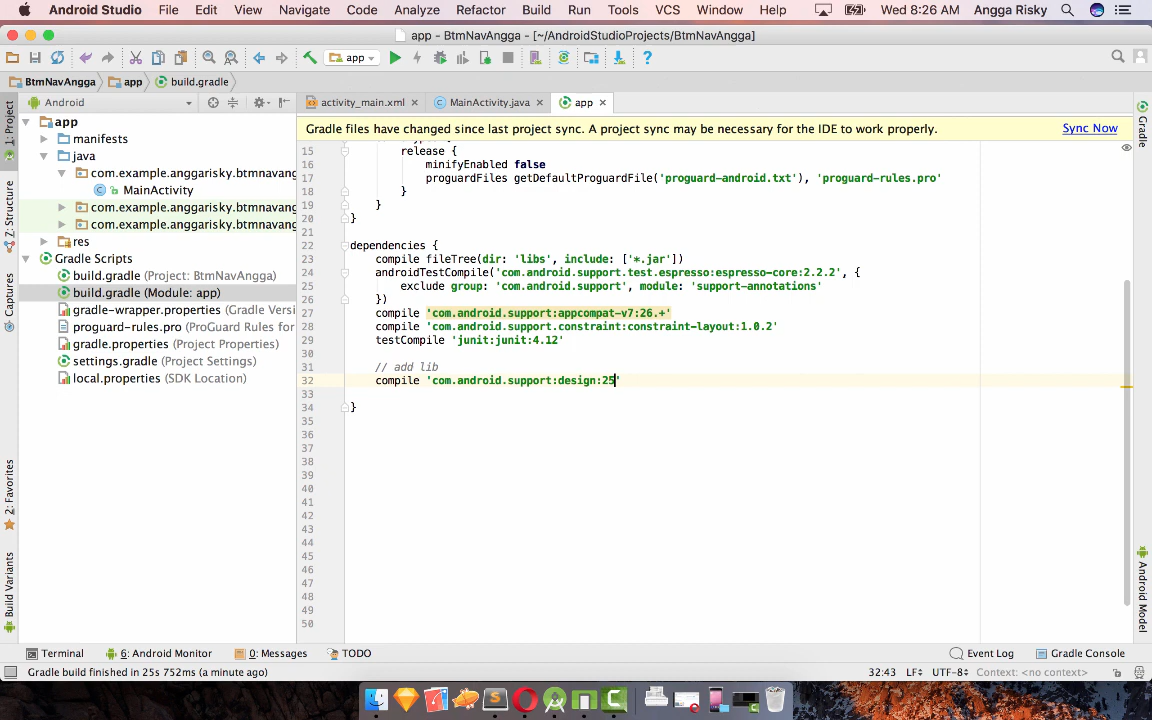 Android Studio File Edit View Navigate Code Analyze Refactor Build Run Tools VCS Window Help Wed 8:26 AM Angga Risky
app - BtmNavAngga - [~/AndroidStudioProjects/BtmNavAngga]
app
BtmNavAngga app build.gradle
Android activity_main.xml MainActivity.java app
Gradle files have changed since last project sync. A project sync may be necessary for the IDE to work properly. Sync Now
1: Project
Z: Structure
Captures
2: Favorites
Build Variants
app
manifests
java
com.example.anggarisky.btmnavang
MainActivity
com.example.anggarisky.btmnavang
com.example.anggarisky.btmnavang
res
Gradle Scripts
build.gradle (Project: BtmNavAngga)
build.gradle (Module: app)
gradle-wrapper.properties (Gradle Versi
proguard-rules.pro (ProGuard Rules for
gradle.properties (Project Properties)
settings.gradle (Project Settings)
local.properties (SDK Location)
15 release {
16 minifyEnabled false
17 proguardFiles getDefaultProguardFile('proguard-android.txt'), 'proguard-rules.pro'
18 }
19 }
20 }
21
22 dependencies {
23 compile fileTree(dir: 'libs', include: ['*.jar'])
24 androidTestCompile('com.android.support.test.espresso:espresso-core:2.2.2', {
25 exclude group: 'com.android.support', module: 'support-annotations'
26 })
27 compile 'com.android.support:appcompat-v7:26.+'
28 compile 'com.android.support.constraint:constraint-layout:1.0.2'
29 testCompile 'junit:junit:4.12'
30
31 // add lib
32 compile 'com.android.support:design:25'
33
34 }
35
36
37
38
39
40
41
42
43
44
45
46
47
48
49
50
Gradle
Android Model
Terminal 6: Android Monitor 0: Messages TODO Event Log Gradle Console
Gradle build finished in 25s 752ms (a minute ago) 32:43 LF UTF-8 Context: <no context>